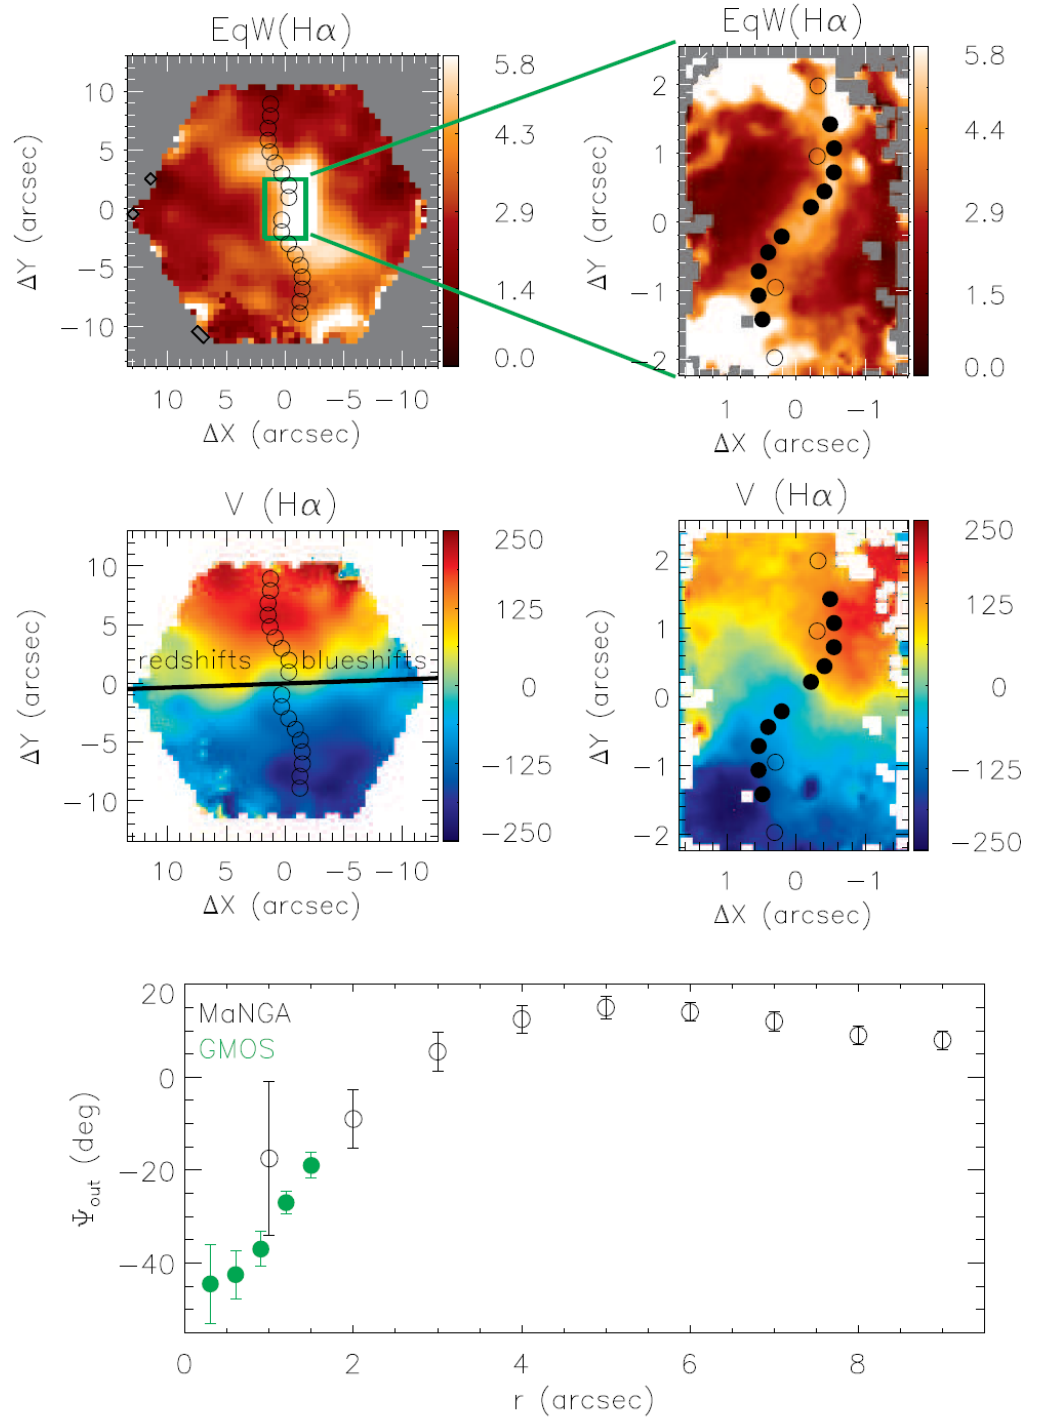 EqW(Hα)
EqW(Hα)
10
5
0
−5
−10
ΔY (arcsec)
5.8
4.3
2.9
1.4
0.0
10 5 0 −5 −10
ΔX (arcsec)
2
1
0
−1
−2
ΔY (arcsec)
5.8
4.4
2.9
1.5
0.0
1 0 −1
ΔX (arcsec)
V (Hα)
V (Hα)
10
5
0
−5
−10
ΔY (arcsec)
redshifts
blueshifts
250
125
0
−125
−250
10 5 0 −5 −10
ΔX (arcsec)
2
1
0
−1
−2
ΔY (arcsec)
250
125
0
−125
−250
1 0 −1
ΔX (arcsec)
20
0
−20
−40
Ψout (deg)
MaNGA
GMOS
0 2 4 6 8
r (arcsec)